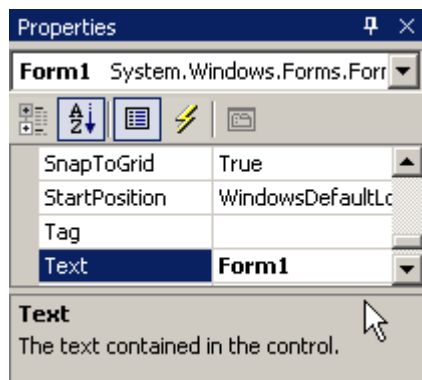 Properties
Form1 System.Windows.Forms.Forr
A
Z
SnapToGrid True
StartPosition WindowsDefaultLo
Tag
Text Form1
Text
The text contained in the control.